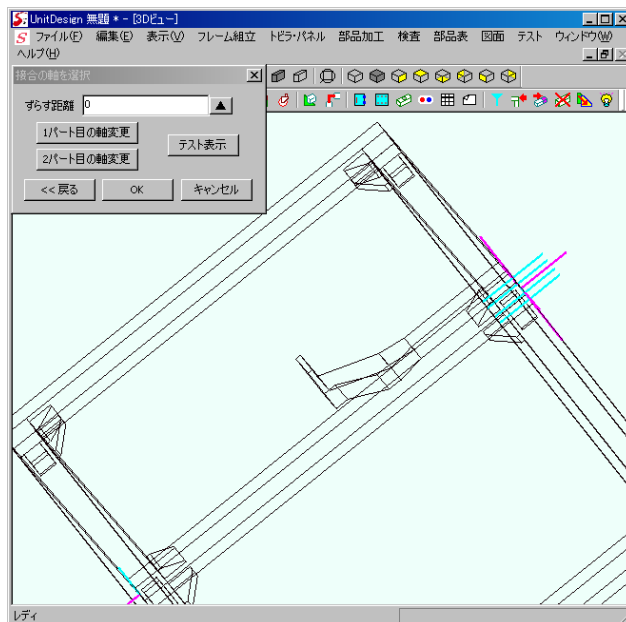 UnitDesign 無題 * - [3Dビュー]
ファイル(F) 編集(E) 表示(V) フレーム組立 トビラ・パネル 部品加工 検査 部品表 図面 テスト ウィンドウ(W)
ヘルプ(H)
接合の軸を選択
ずらす距離 0
1パート目の軸変更
2パート目の軸変更
テスト表示
<< 戻る OK キャンセル
レディ